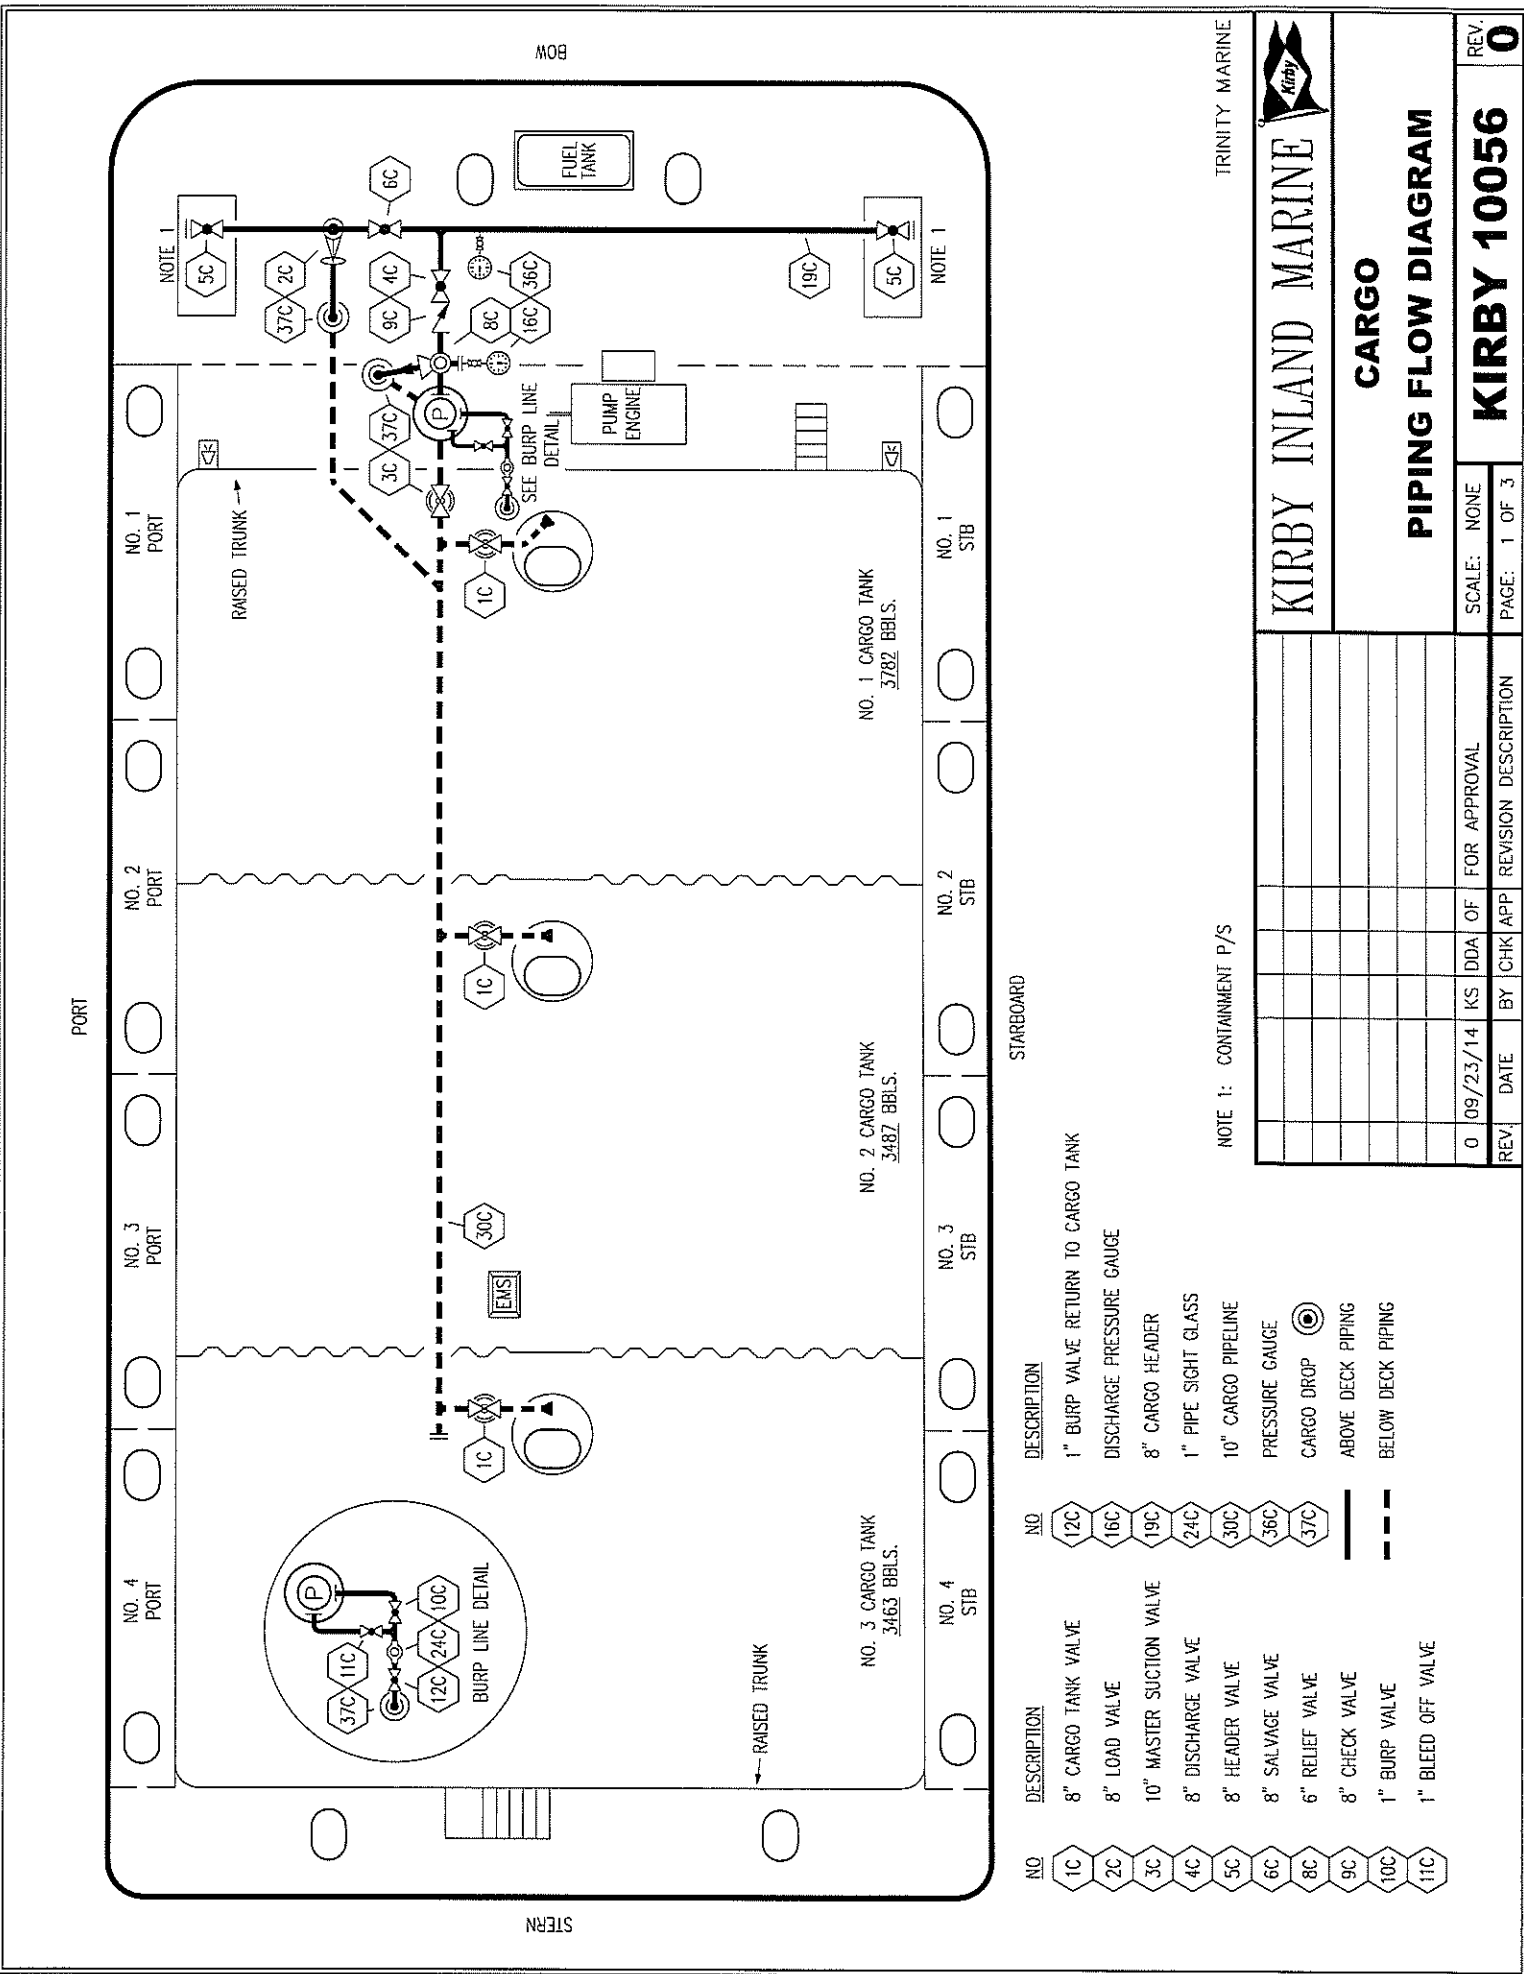 PORT
BOW
STERN
STARBOARD
NO. 4
PORT
NO. 3
PORT
NO. 2
PORT
NO. 1
PORT
RAISED TRUNK
NOTE 1
5C
37C
2C
6C
9C
4C
8C
16C
36C
3C
37C
P
SEE BURP LINE
DETAIL
PUMP
ENGINE
FUEL
TANK
19C
5C
NOTE 1
1C
1C
1C
30C
EMS
P
37C
11C
12C
24C
10C
BURP LINE DETAIL
NO. 3 CARGO TANK
3463 BBLS.
NO. 2 CARGO TANK
3487 BBLS.
NO. 1 CARGO TANK
3782 BBLS.
RAISED TRUNK
NO. 4
STB
NO. 3
STB
NO. 2
STB
NO. 1
STB
NO DESCRIPTION
1C 8" CARGO TANK VALVE
2C 8" LOAD VALVE
3C 10" MASTER SUCTION VALVE
4C 8" DISCHARGE VALVE
5C 8" HEADER VALVE
6C 8" SALVAGE VALVE
8C 6" RELIEF VALVE
9C 8" CHECK VALVE
10C 1" BURP VALVE
11C 1" BLEED OFF VALVE
NO DESCRIPTION
12C 1" BURP VALVE RETURN TO CARGO TANK
16C DISCHARGE PRESSURE GAUGE
19C 8" CARGO HEADER
24C 1" PIPE SIGHT GLASS
30C 10" CARGO PIPELINE
36C PRESSURE GAUGE
37C CARGO DROP
ABOVE DECK PIPING
BELOW DECK PIPING
NOTE 1: CONTAINMENT P/S
TRINITY MARINE
KIRBY INLAND MARINE
Kirby
CARGO
PIPING FLOW DIAGRAM
0 09/23/14 KS DDA OF FOR APPROVAL
REV. DATE BY CHK APP REVISION DESCRIPTION
SCALE: NONE
PAGE: 1 OF 3
KIRBY 10056
REV.
0